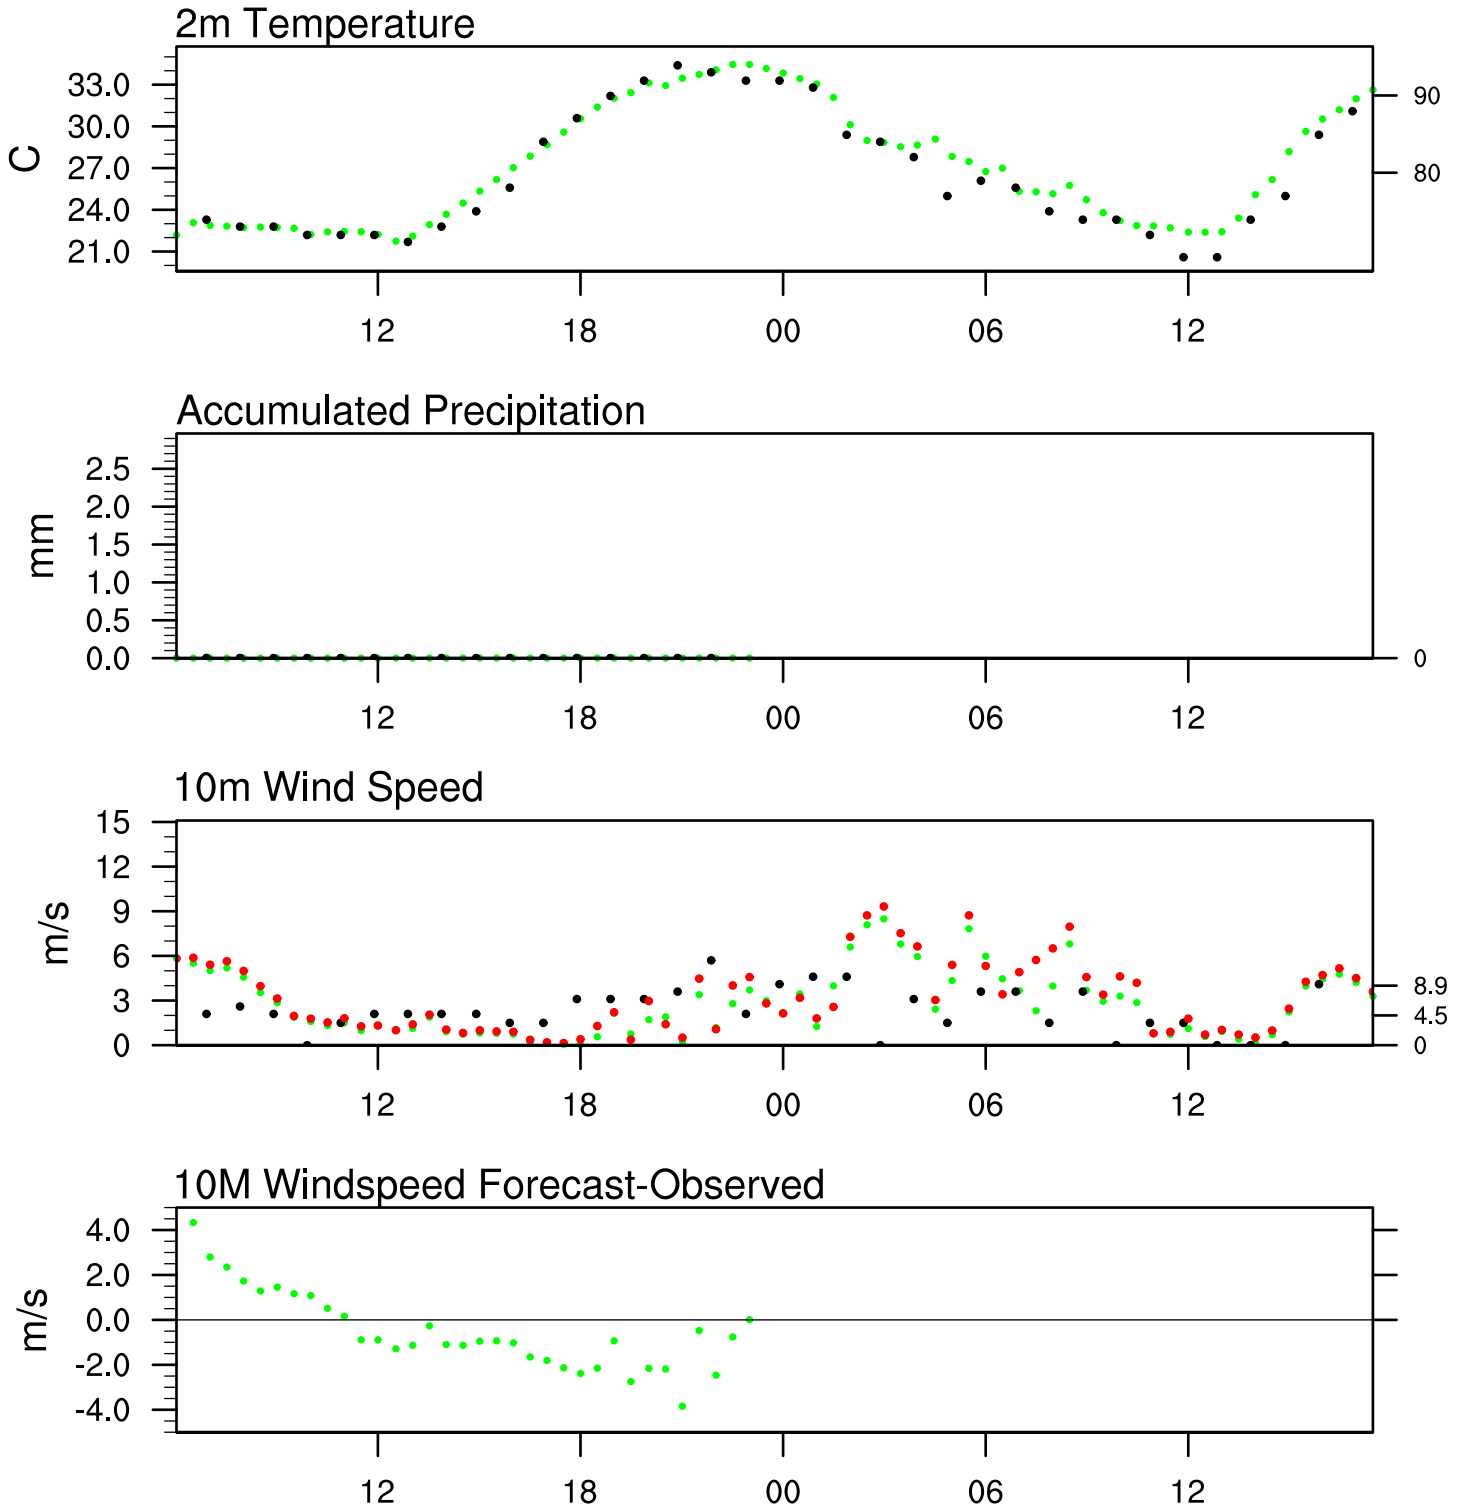 2m Temperature
33.0
30.0
27.0
24.0
21.0
C
90
80
12 18 00 06 12
Accumulated Precipitation
2.5
2.0
1.5
1.0
0.5
0.0
mm
0
12 18 00 06 12
10m Wind Speed
15
12
9
6
3
0
m/s
8.9
4.5
0
12 18 00 06 12
10M Windspeed Forecast-Observed
4.0
2.0
0.0
-2.0
-4.0
m/s
12 18 00 06 12